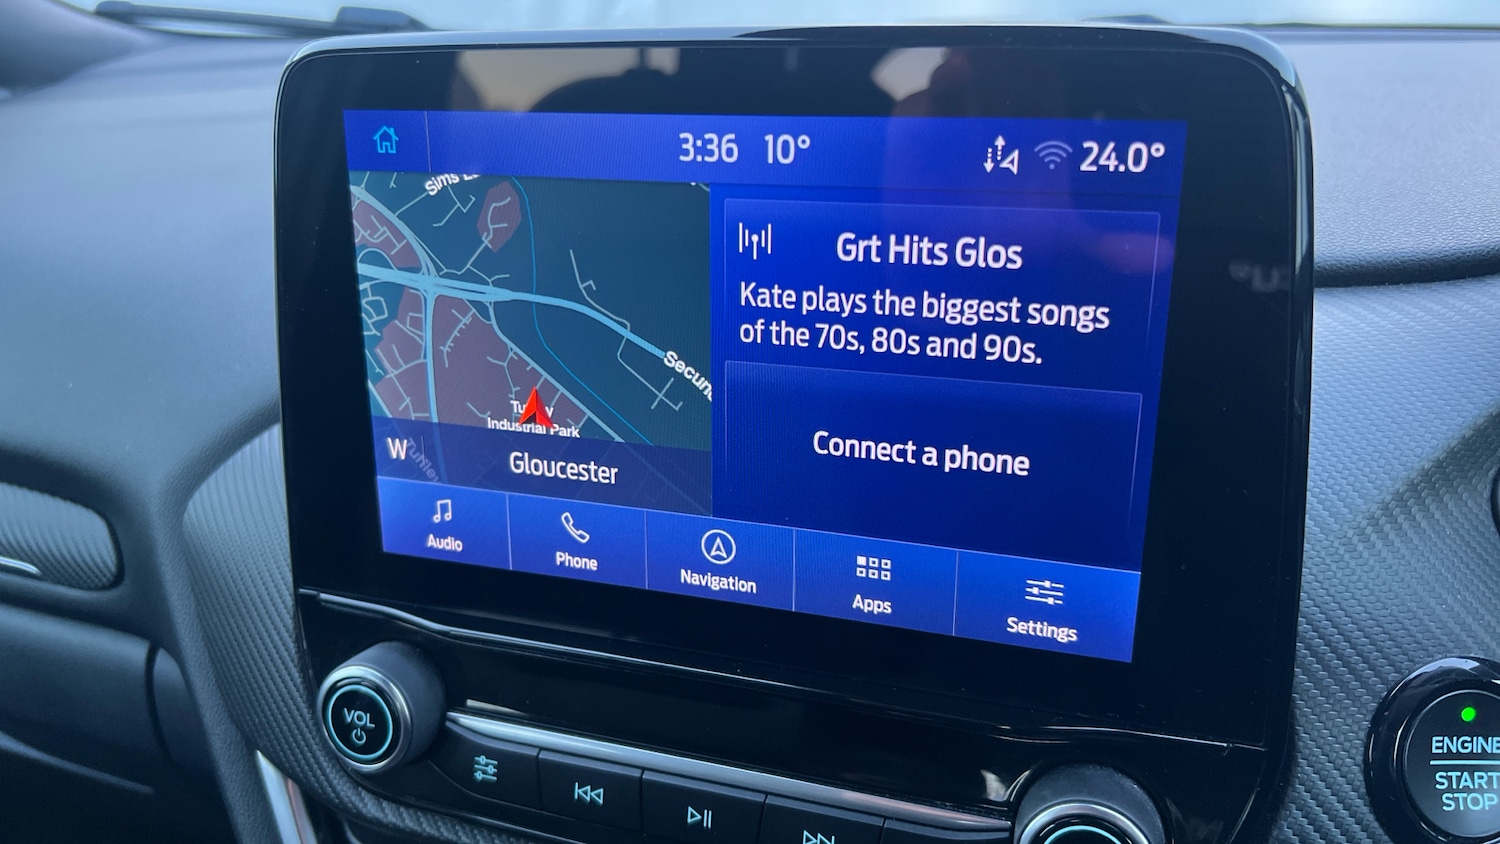 3:36 10° 24.0°
Sims
Grt Hits Glos
Kate plays the biggest songs
of the 70s, 80s and 90s.
Industrial Park
W
Gloucester
Connect a phone
Audio
Phone
Navigation
Apps
Settings
VOL
ENGINE
START
STOP